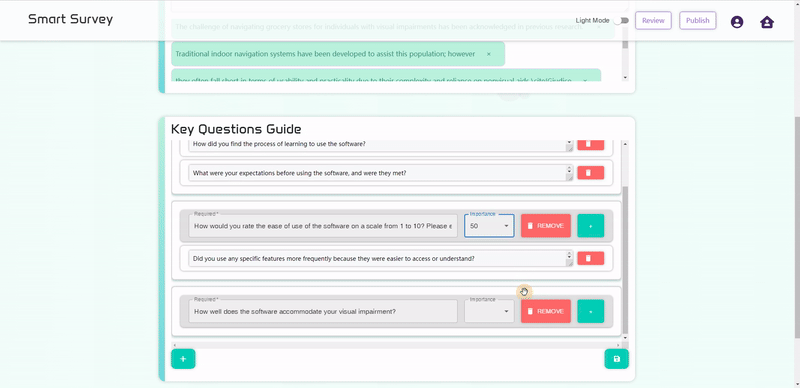 Smart Survey
Light Mode
Review
Publish
The challenge of navigating grocery stores for individuals with visual impairments has been acknowledged in previous research.
Traditional indoor navigation systems have been developed to assist this population; however ×
they often fall short in terms of usability and practicality due to their complexity and reliance on nonvisual aids
Key Questions Guide
How did you find the process of learning to use the software?
What were your expectations before using the software, and were they met?
Required *
How would you rate the ease of use of the software on a scale from 1 to 10? Please e
Importance
50
REMOVE
+
Did you use any specific features more frequently because they were easier to access or understand?
Required *
How well does the software accommodate your visual impairment?
Importance
REMOVE
+
+